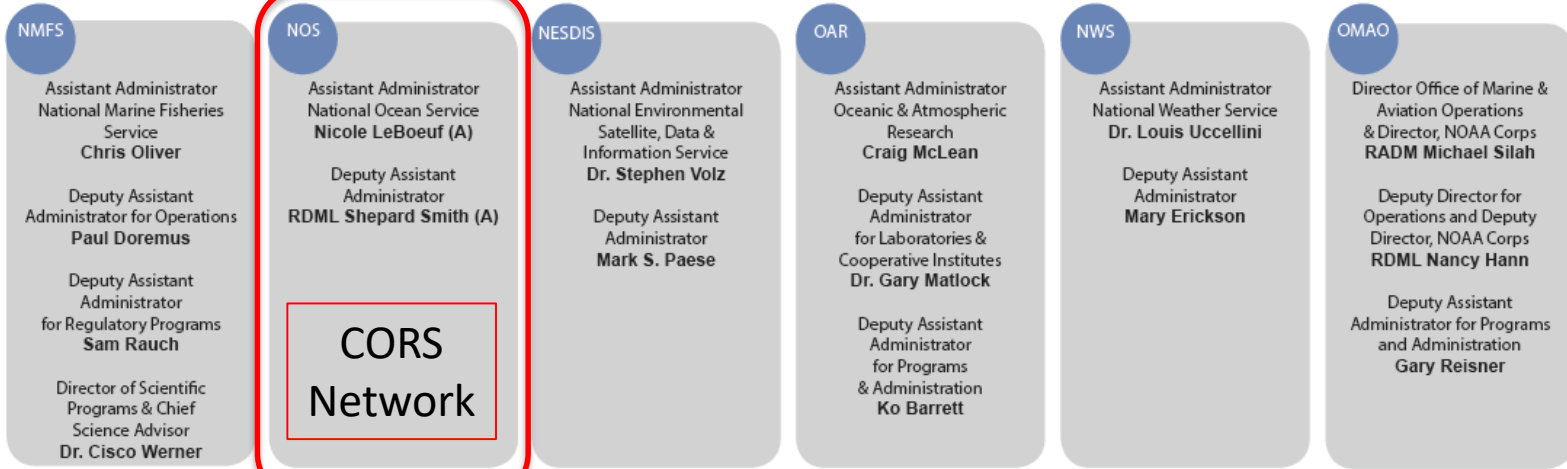 NMFS
Assistant Administrator
National Marine Fisheries
Service
Chris Oliver
Deputy Assistant
Administrator for Operations
Paul Doremus
Deputy Assistant
Administrator
for Regulatory Programs
Sam Rauch
Director of Scientific
Programs & Chief
Science Advisor
Dr. Cisco Werner
NOS
Assistant Administrator
National Ocean Service
Nicole LeBoeuf (A)
Deputy Assistant
Administrator
RDML Shepard Smith (A)
CORS
Network
NESDIS
Assistant Administrator
National Environmental
Satellite, Data &
Information Service
Dr. Stephen Volz
Deputy Assistant
Administrator
Mark S. Paese
OAR
Assistant Administrator
Oceanic & Atmospheric
Research
Craig McLean
Deputy Assistant
Administrator
for Laboratories &
Cooperative Institutes
Dr. Gary Matlock
Deputy Assistant
Administrator
for Programs
& Administration
Ko Barrett
NWS
Assistant Administrator
National Weather Service
Dr. Louis Uccellini
Deputy Assistant
Administrator
Mary Erickson
OMAO
Director Office of Marine &
Aviation Operations
& Director, NOAA Corps
RADM Michael Silah
Deputy Director for
Operations and Deputy
Director, NOAA Corps
RDML Nancy Hann
Deputy Assistant
Administrator for Programs
and Administration
Gary Reisner